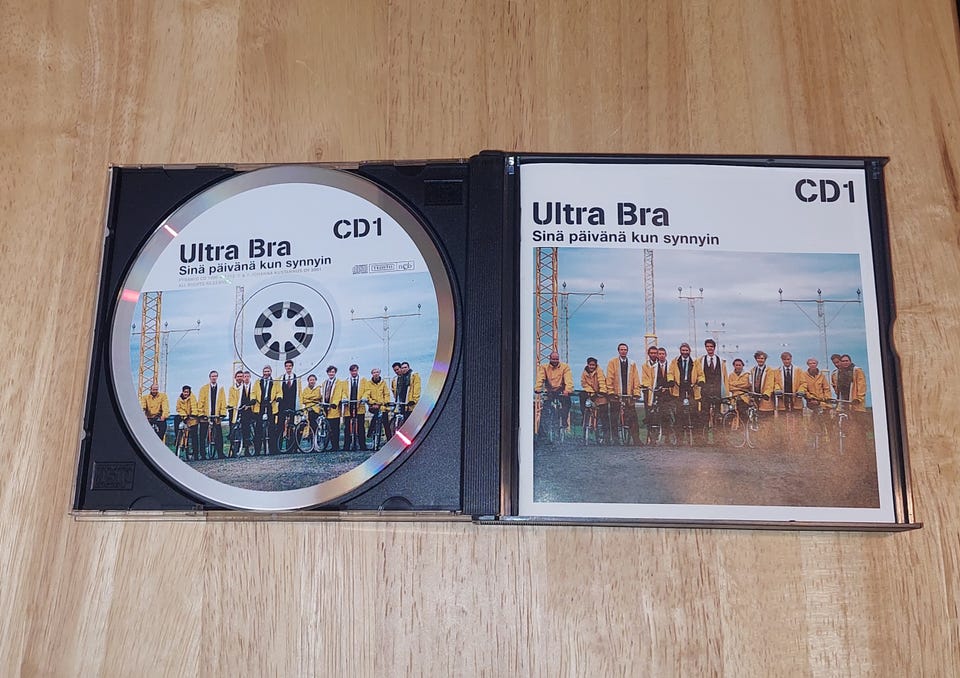 CD1
Ultra Bra
Sinä päivänä kun synnyin
ALL RIGHTS RESERVED
CD1
Ultra Bra
Sinä päivänä kun synnyin